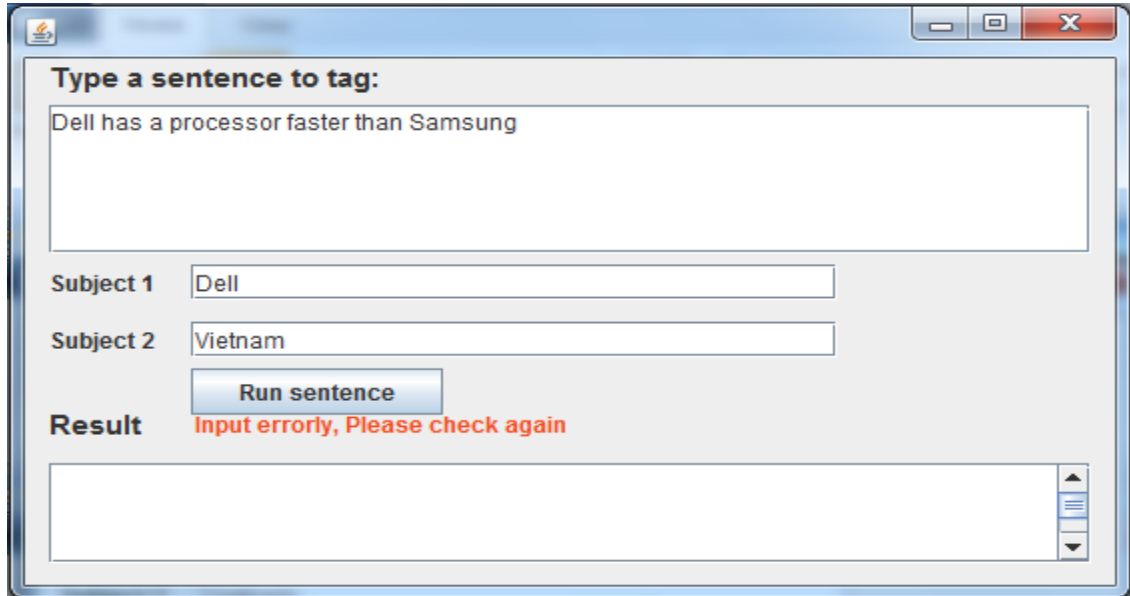 Type a sentence to tag:
Dell has a processor faster than Samsung
Subject 1 Dell
Subject 2 Vietnam
Run sentence
Result Input errorly, Please check again